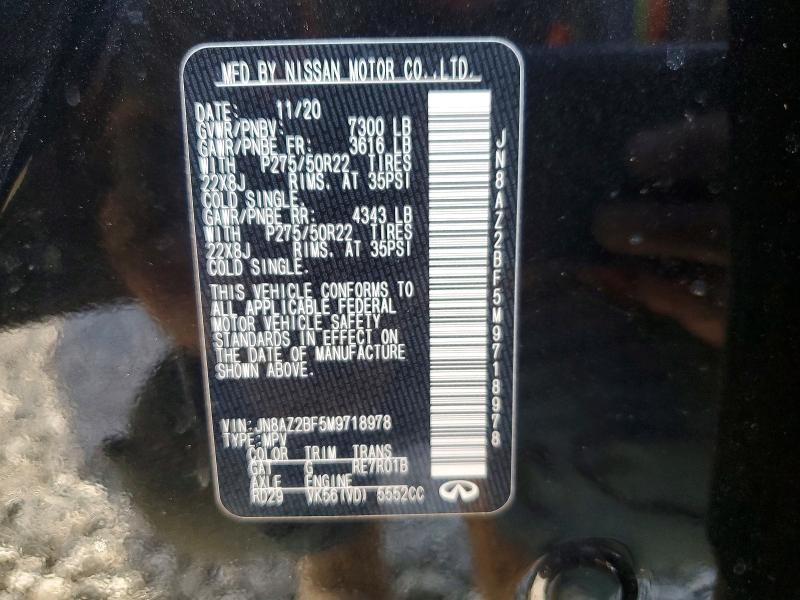 MFD BY NISSAN MOTOR CO.,LTD.
DATE: 11/20
GVWR/PNBV: 7300 LB
GAWR/PNBE FR: 3616 LB
WITH P275/50R22 TIRES
22X8J RIMS. AT 35PSI
COLD SINGLE.
GAWR/PNBE RR: 4343 LB
WITH P275/50R22 TIRES
22X8J RIMS. AT 35PSI
COLD SINGLE.
THIS VEHICLE CONFORMS TO
ALL APPLICABLE FEDERAL
MOTOR VEHICLE SAFETY
STANDARDS IN EFFECT ON
THE DATE OF MANUFACTURE
SHOWN ABOVE.
VIN:JN8AZ2BF5M9718978
TYPE:MPV
COLOR TRIM TRANS
GAT G RE7R01B
AXLE ENGINE
RD29 VK56(VD) 5552CC
JN8AZ2BF5M9718978